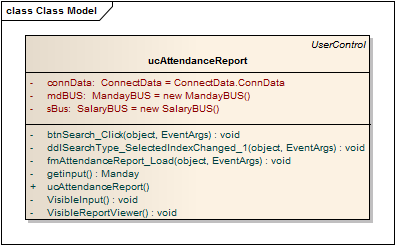 class Class Model
UserControl
ucAttendanceReport
- connData: ConnectData = ConnectData.ConnData
- mdBUS: MandayBUS = new MandayBUS()
- sBus: SalaryBUS = new SalaryBUS()
- btnSearch_Click(object, EventArgs) : void
- ddlSearchType_SelectedIndexChanged_1(object, EventArgs) : void
- fmAttendanceReport_Load(object, EventArgs) : void
- getinput() : Manday
+ ucAttendanceReport()
- VisibleInput() : void
- VisibleReportViewer() : void